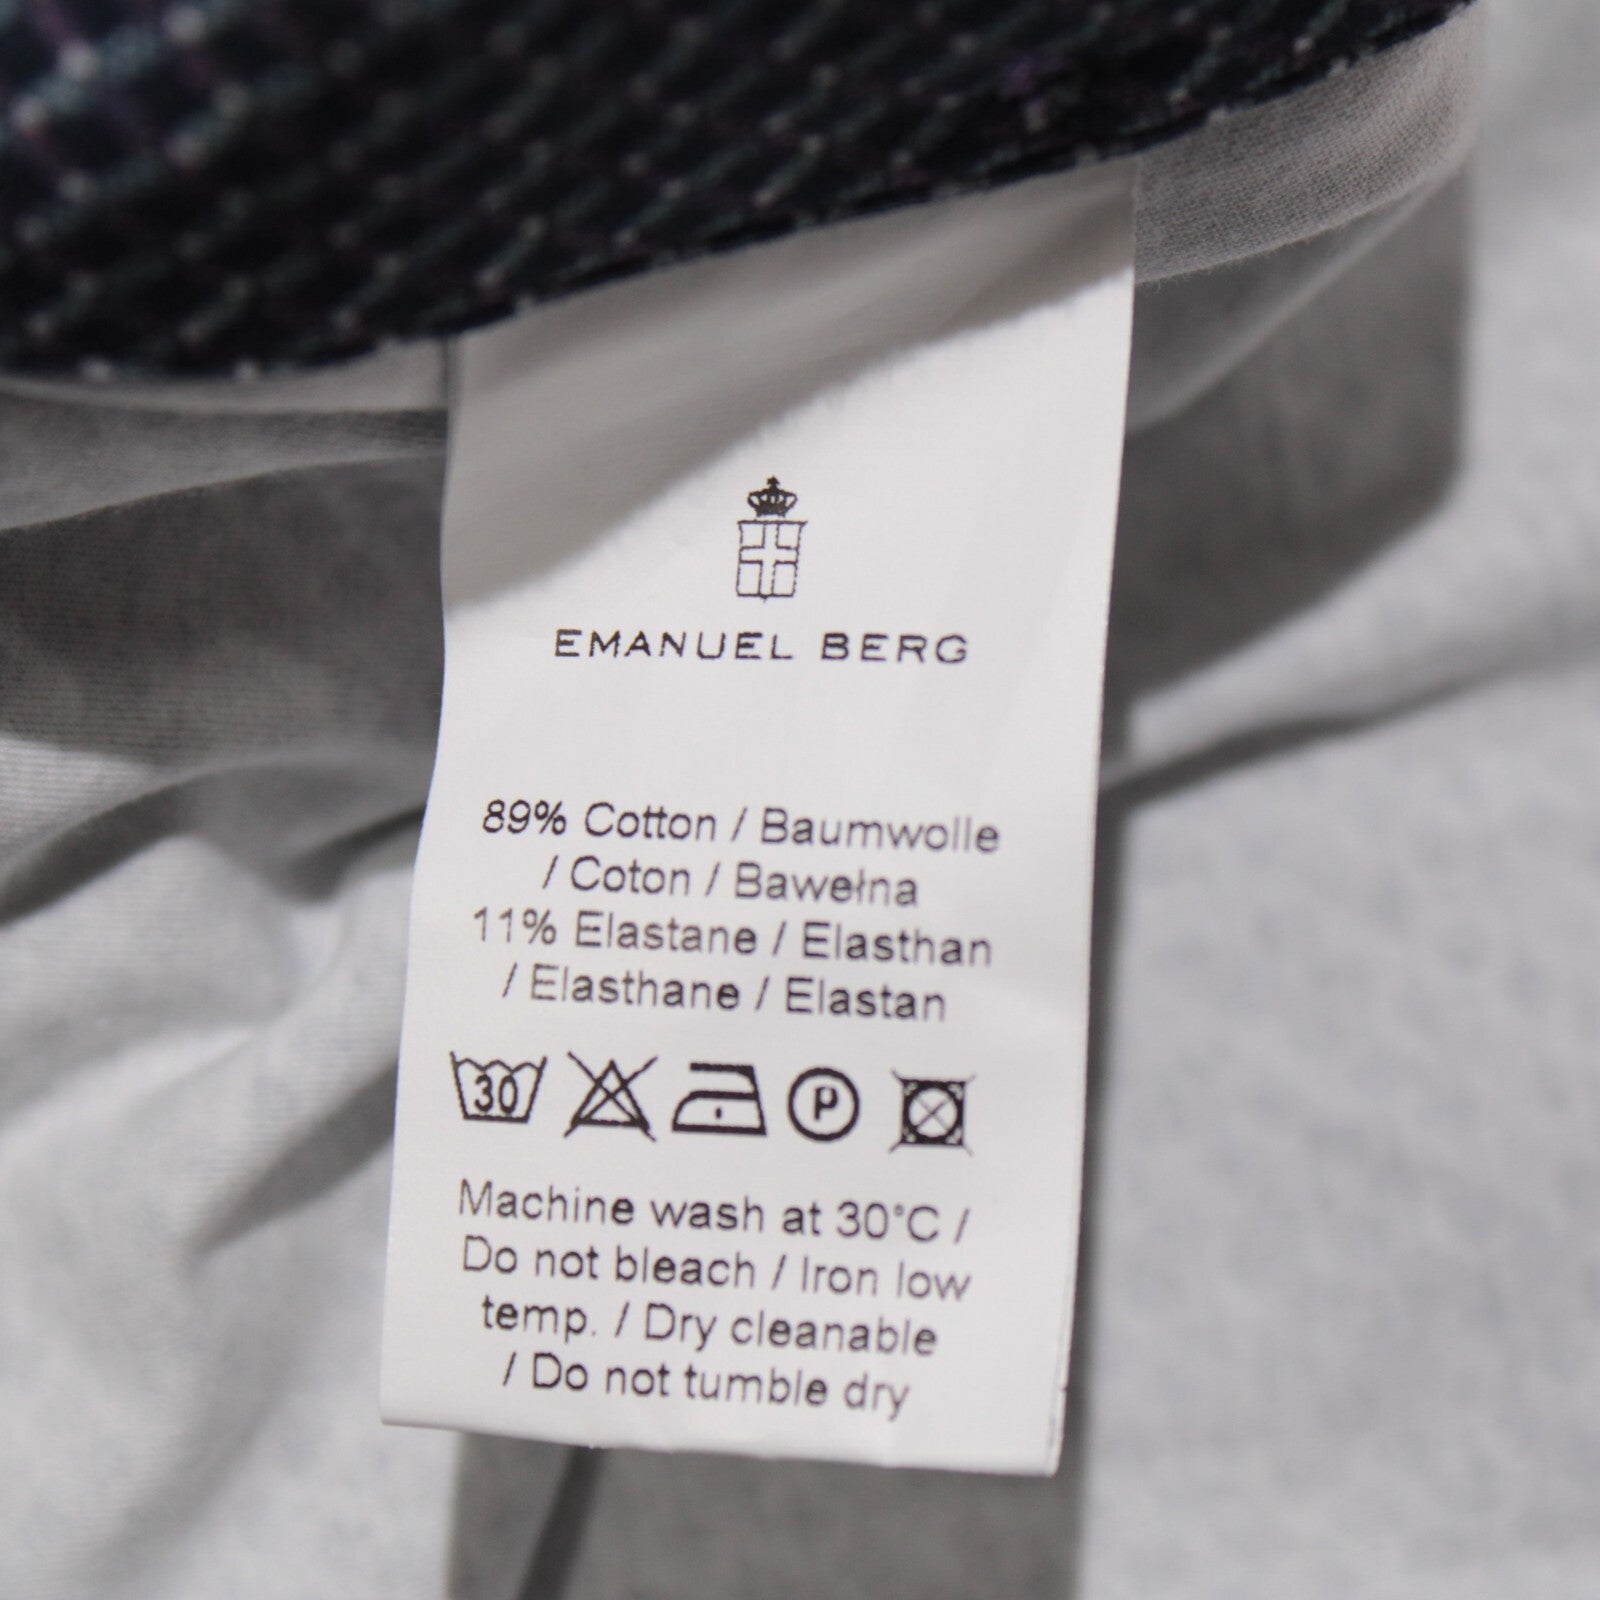 EMANUEL BERG
89% Cotton / Baumwolle
/ Coton / Bawełna
11% Elastane / Elasthan
/ Elasthane / Elastan
30 P
Machine wash at 30°C /
Do not bleach / Iron low
temp. / Dry cleanable
/ Do not tumble dry